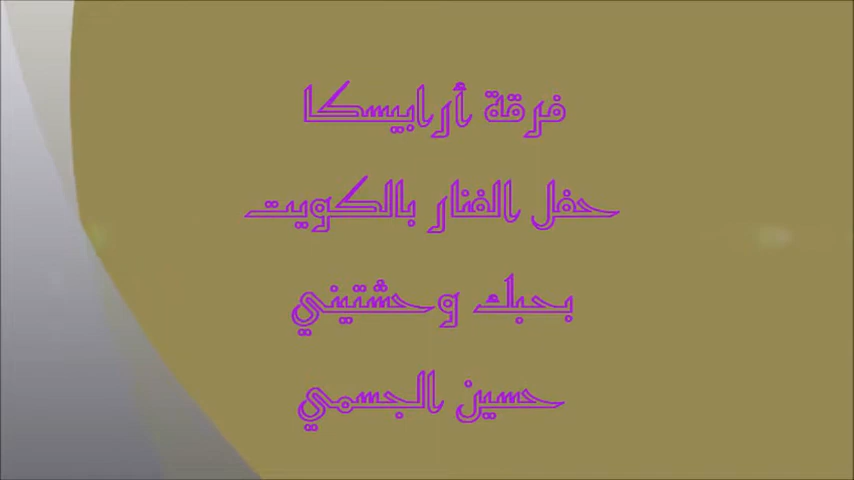 فرقة أرابيسكا
حفل الفنار بالكويت
بحبك وحشتيني
حسين الجسمي